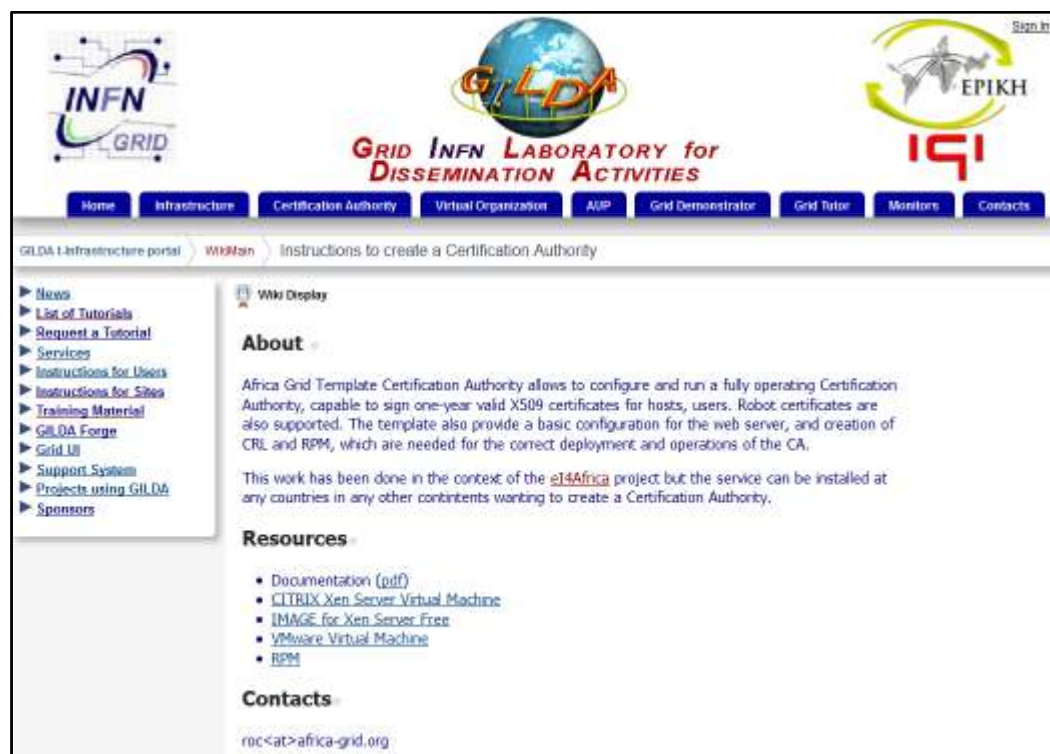 Sign In
INFN
GRID
GILDA
EPIKH
GRID INFN LABORATORY for
DISSEMINATION ACTIVITIES
IGI
Home Infrastructure Certification Authority Virtual Organization AUP Grid Demonstrator Grid Tutor Monitors Contacts
GILDA t-Infrastructure portal WikiMain Instructions to create a Certification Authority
News
List of Tutorials
Request a Tutorial
Services
Instructions for Users
Instructions for Sites
Training Material
GILDA Forge
Grid UI
Support System
Projects using GILDA
Sponsors
Wiki Display
About
Africa Grid Template Certification Authority allows to configure and run a fully operating Certification
Authority, capable to sign one-year valid X509 certificates for hosts, users. Robot certificates are
also supported. The template also provide a basic configuration for the web server, and creation of
CRL and RPM, which are needed for the correct deployment and operations of the CA.
This work has been done in the context of the eI4Africa project but the service can be installed at
any countries in any other contintents wanting to create a Certification Authority.
Resources
• Documentation (pdf)
• CITRIX Xen Server Virtual Machine
• IMAGE for Xen Server Free
• VMware Virtual Machine
• RPM
Contacts
roc<at>africa-grid.org